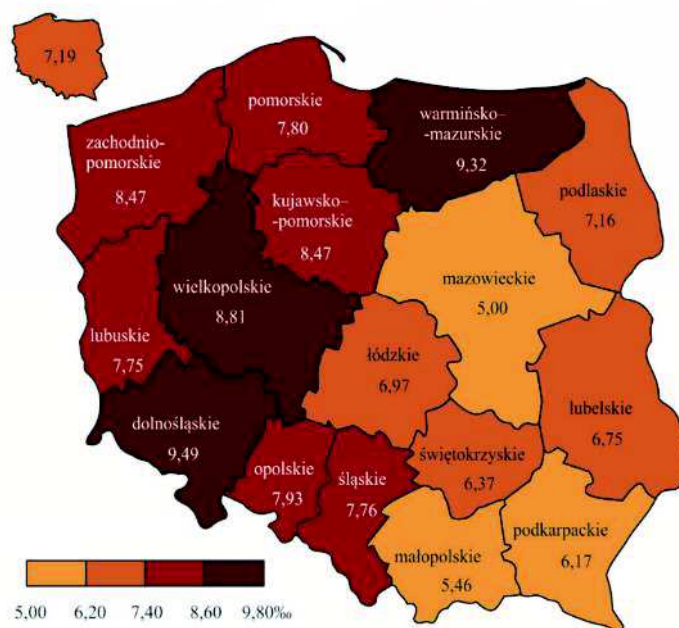 7,19
pomorskie
7,80
warmińsko–
-mazurskie
9,32
zachodnio-
pomorskie
8,47
kujawsko–
-pomorskie
8,47
podlaskie
7,16
wielkopolskie
8,81
mazowieckie
5,00
lubuskie
7,75
łódzkie
6,97
lubelskie
6,75
dolnośląskie
9,49
opolskie
7,93
śląskie
7,76
świętokrzyskie
6,37
małopolskie
5,46
podkarpackie
6,17
5,00 6,20 7,40 8,60 9,80‰